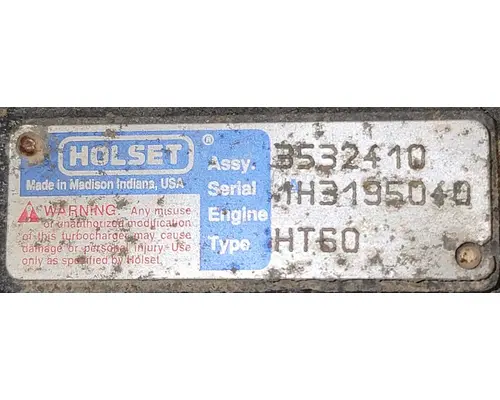 HOLSET®
Made in Madison Indiana, USA
WARNING: Any misuse
or unauthorized modification
of this turbocharger may cause
damage or personal injury. Use
only as specified by Holset.
Assy. 3532410
Serial 1H3195040
Engine
Type HT60